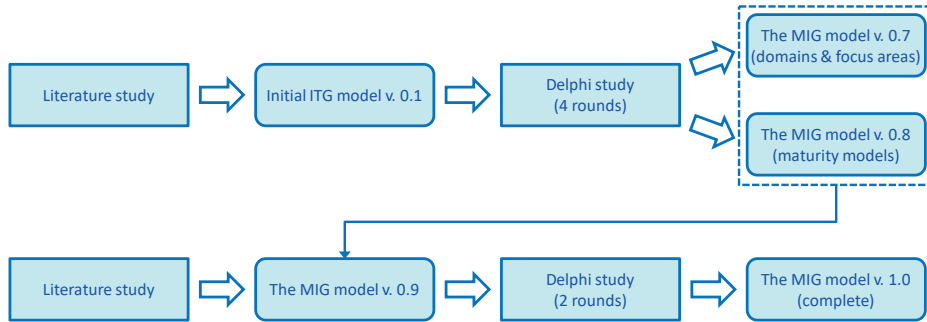 Literature study
Initial ITG model v. 0.1
Delphi study
(4 rounds)
The MIG model v. 0.7
(domains & focus areas)
The MIG model v. 0.8
(maturity models)
Literature study
The MIG model v. 0.9
Delphi study
(2 rounds)
The MIG model v. 1.0
(complete)